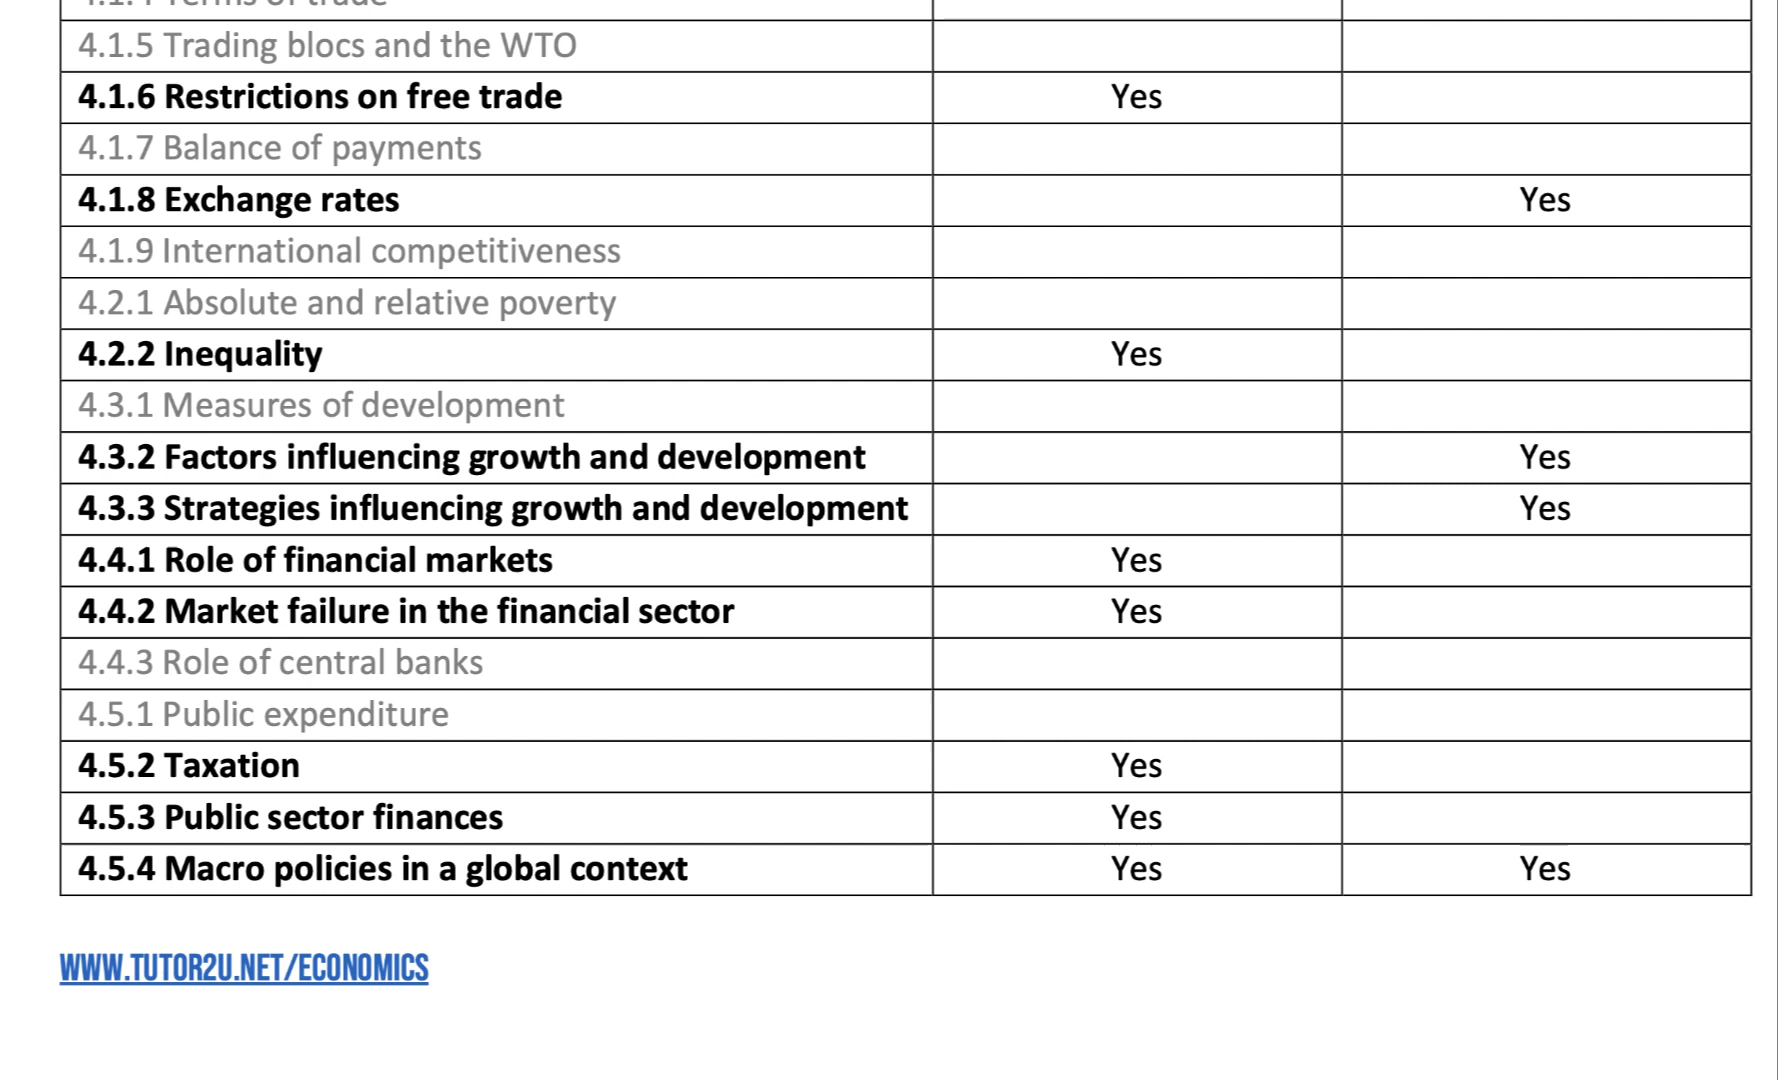 4.1.4 Terms of trade
4.1.5 Trading blocs and the WTO
4.1.6 Restrictions on free trade Yes
4.1.7 Balance of payments
4.1.8 Exchange rates Yes
4.1.9 International competitiveness
4.2.1 Absolute and relative poverty
4.2.2 Inequality Yes
4.3.1 Measures of development
4.3.2 Factors influencing growth and development Yes
4.3.3 Strategies influencing growth and development Yes
4.4.1 Role of financial markets Yes
4.4.2 Market failure in the financial sector Yes
4.4.3 Role of central banks
4.5.1 Public expenditure
4.5.2 Taxation Yes
4.5.3 Public sector finances Yes
4.5.4 Macro policies in a global context Yes Yes
WWW.TUTOR2U.NET/ECONOMICS